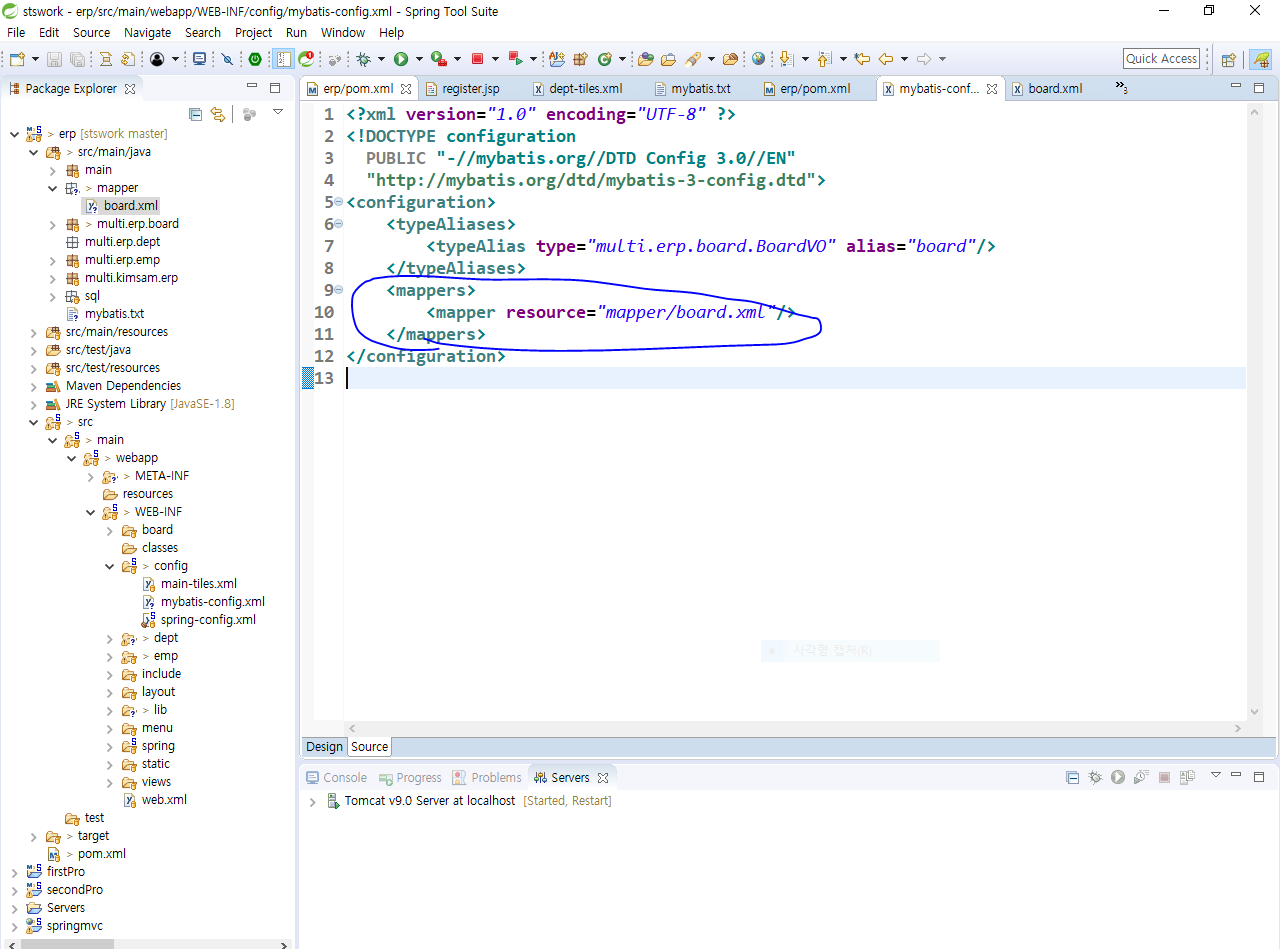 stswork - erp/src/main/webapp/WEB-INF/config/mybatis-config.xml - Spring Tool Suite
File Edit Source Navigate Search Project Run Window Help
Quick Access
Package Explorer
erp/pom.xml register.jsp dept-tiles.xml mybatis.txt erp/pom.xml mybatis-conf... board.xml »3
> erp [stswork master]
> src/main/java
main
> mapper
board.xml
> multi.erp.board
multi.erp.dept
multi.erp.emp
multi.kimsam.erp
sql
mybatis.txt
src/main/resources
src/test/java
src/test/resources
Maven Dependencies
JRE System Library [JavaSE-1.8]
> src
> main
> webapp
> META-INF
resources
> WEB-INF
board
classes
> config
main-tiles.xml
mybatis-config.xml
spring-config.xml
> dept
> emp
include
layout
> lib
menu
spring
static
views
web.xml
test
> target
> pom.xml
firstPro
secondPro
Servers
springmvc
1 <?xml version="1.0" encoding="UTF-8" ?>
2 <!DOCTYPE configuration
3 PUBLIC "-//mybatis.org//DTD Config 3.0//EN"
4 "http://mybatis.org/dtd/mybatis-3-config.dtd">
5 <configuration>
6 <typeAliases>
7 <typeAlias type="multi.erp.board.BoardVO" alias="board"/>
8 </typeAliases>
9 <mappers>
10 <mapper resource="mapper/board.xml"/>
11 </mappers>
12 </configuration>
13
사각형 캡처(R)
Design Source
Console Progress Problems Servers
Tomcat v9.0 Server at localhost [Started, Restart]